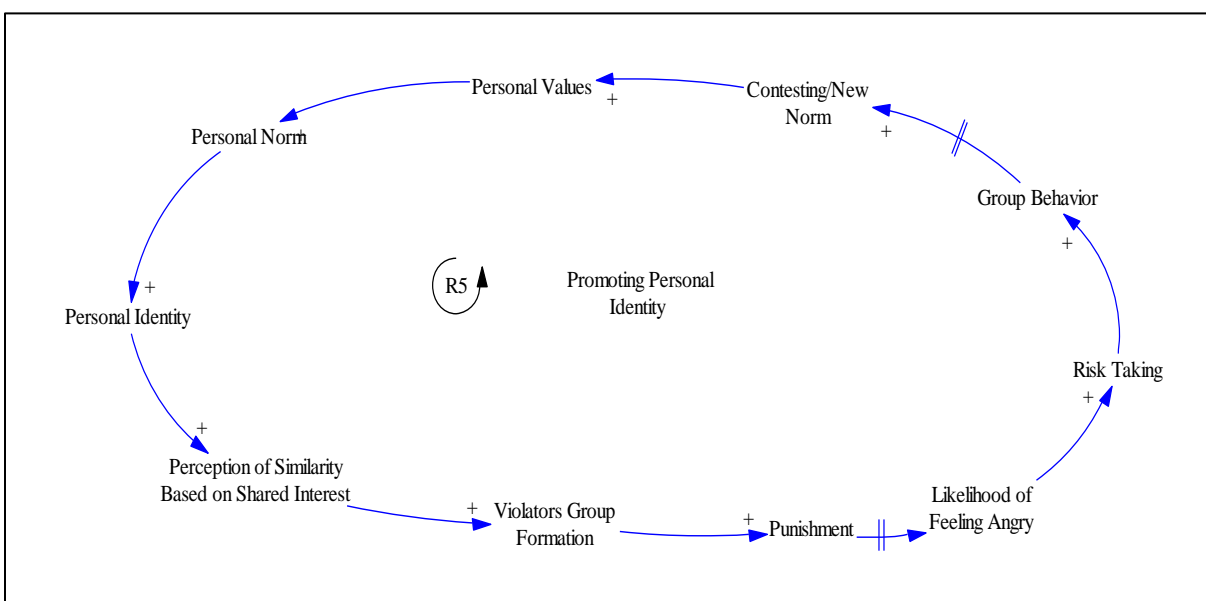 Personal Values
+
Contesting/New
Norm
+
Personal Norm
+
Group Behavior
+
R5
Promoting Personal
Identity
+
Personal Identity
Risk Taking
+
+
Perception of Similarity
Based on Shared Interest
+
Violators Group
Formation
+
Punishment
Likelihood of
Feeling Angry